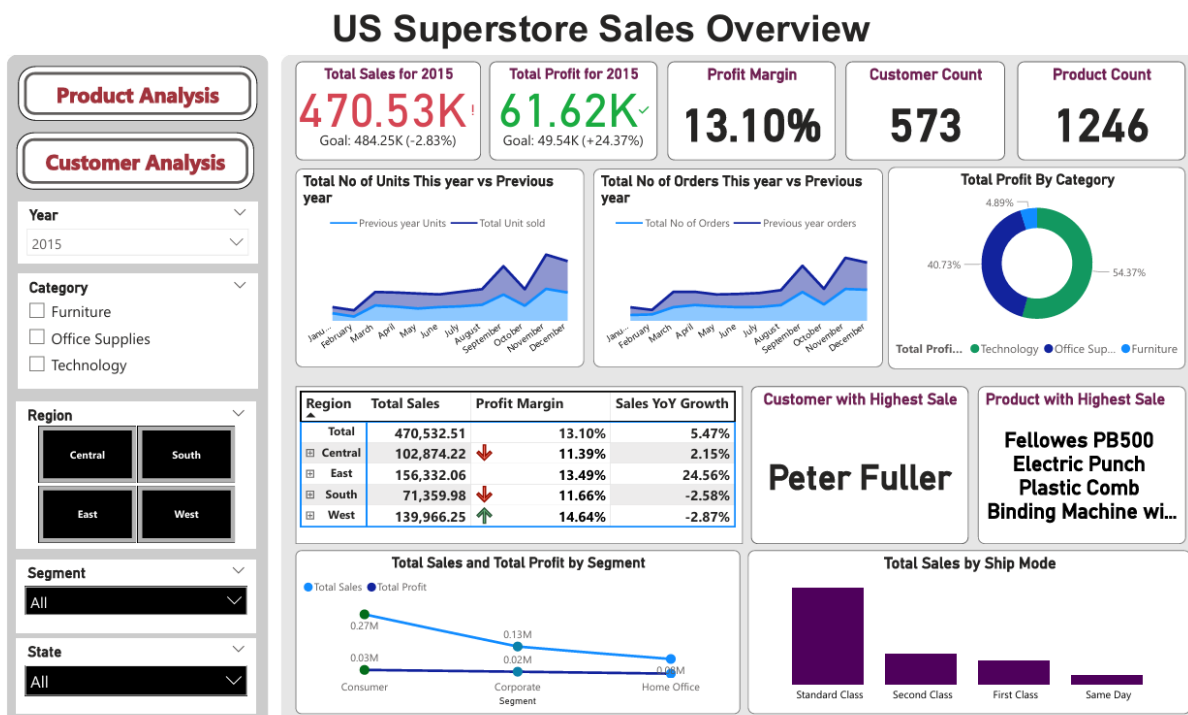 US Superstore Sales Overview
Product Analysis
Customer Analysis
Year
2015
Category
Furniture
Office Supplies
Technology
Region
Central
South
East
West
Segment
All
State
All
Total Sales for 2015
470.53K!
Goal: 484.25K (-2.83%)
Total Profit for 2015
61.62K
Goal: 49.54K (+24.37%)
Profit Margin
13.10%
Customer Count
573
Product Count
1246
Total No of Units This year vs Previous
year
Previous year Units Total Unit sold
Janu... February March April May June July August September October November December
Total No of Orders This year vs Previous
year
Total No of Orders Previous year orders
Janu... February March April May June July August September October November December
Total Profit By Category
4.89%
40.73%
54.37%
Total Profi... Technology Office Sup... Furniture
Region Total Sales Profit Margin Sales YoY Growth
Total 470,532.51 13.10% 5.47%
Central 102,874.22 11.39% 2.15%
East 156,332.06 13.49% 24.56%
South 71,359.98 11.66% -2.58%
West 139,966.25 14.64% -2.87%
Customer with Highest Sale
Peter Fuller
Product with Highest Sale
Fellowes PB500
Electric Punch
Plastic Comb
Binding Machine wi...
Total Sales and Total Profit by Segment
Total Sales Total Profit
0.27M
0.13M
0.03M
0.02M
Consumer Corporate Home Office
Segment
Total Sales by Ship Mode
Standard Class Second Class First Class Same Day